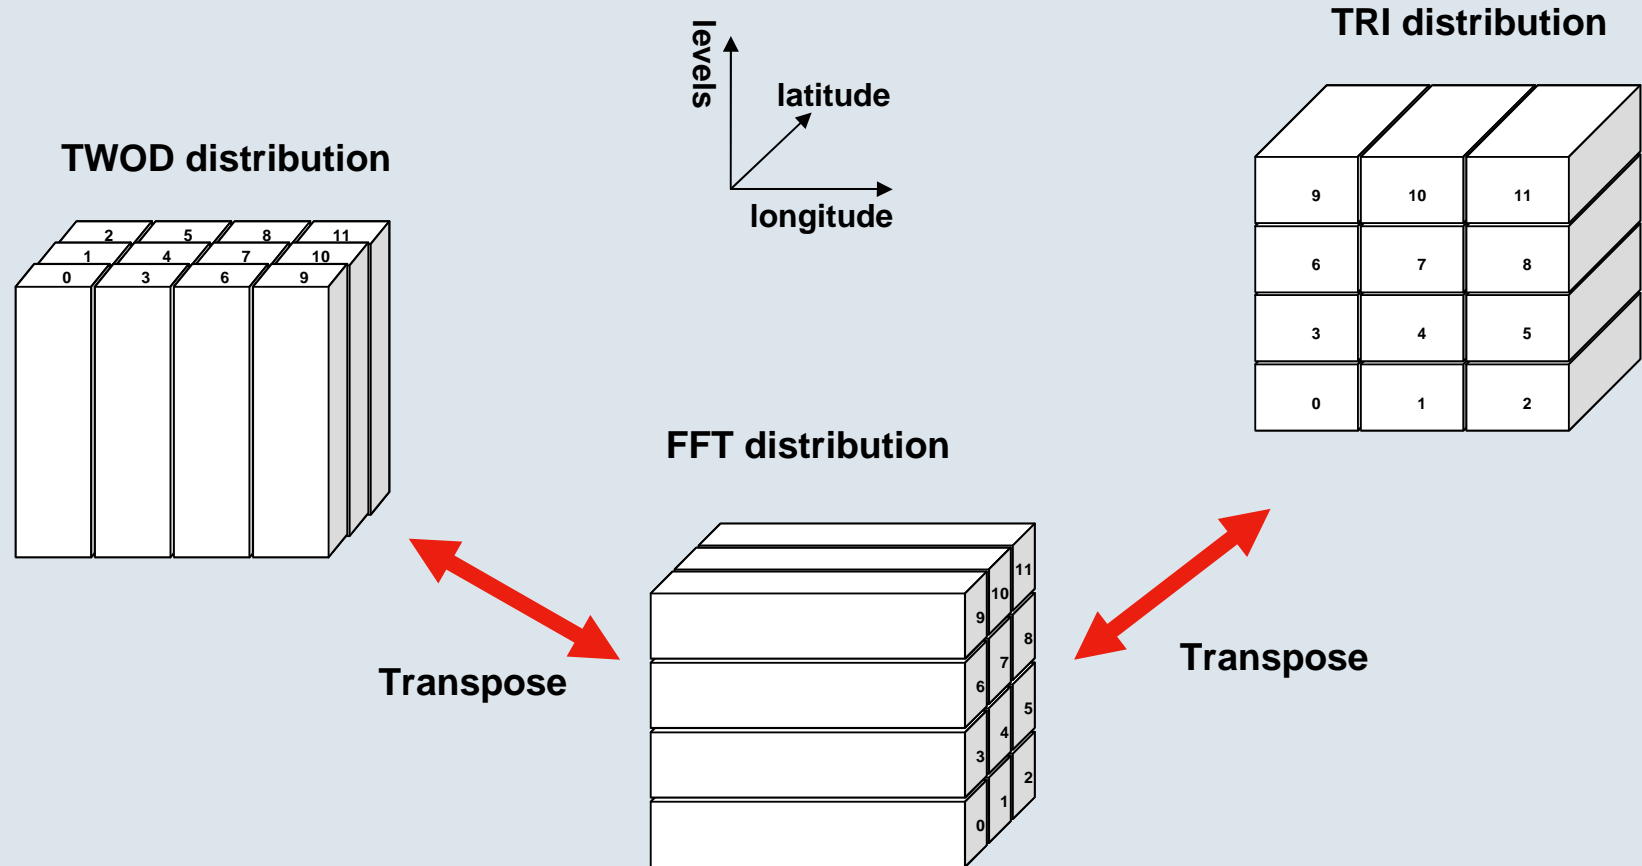 TRI distribution
levels
latitude
longitude
TWOD distribution
2 5 8 11
1 4 7 10
0 3 6 9
9 10 11
6 7 8
3 4 5
0 1 2
FFT distribution
11
10
9
8
7
6
5
4
3
2
1
0
Transpose
Transpose